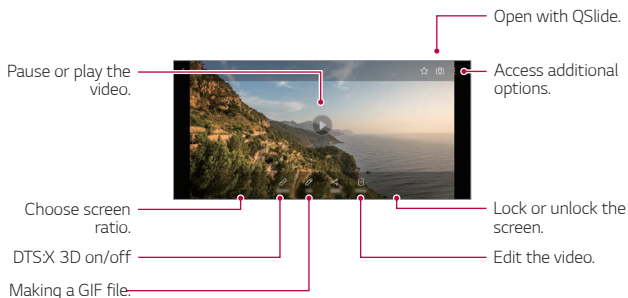 Open with QSlide.
Pause or play the
video.
Access additional
options.
Choose screen
ratio.
Lock or unlock the
screen.
DTS:X 3D on/off
Edit the video.
Making a GIF file.